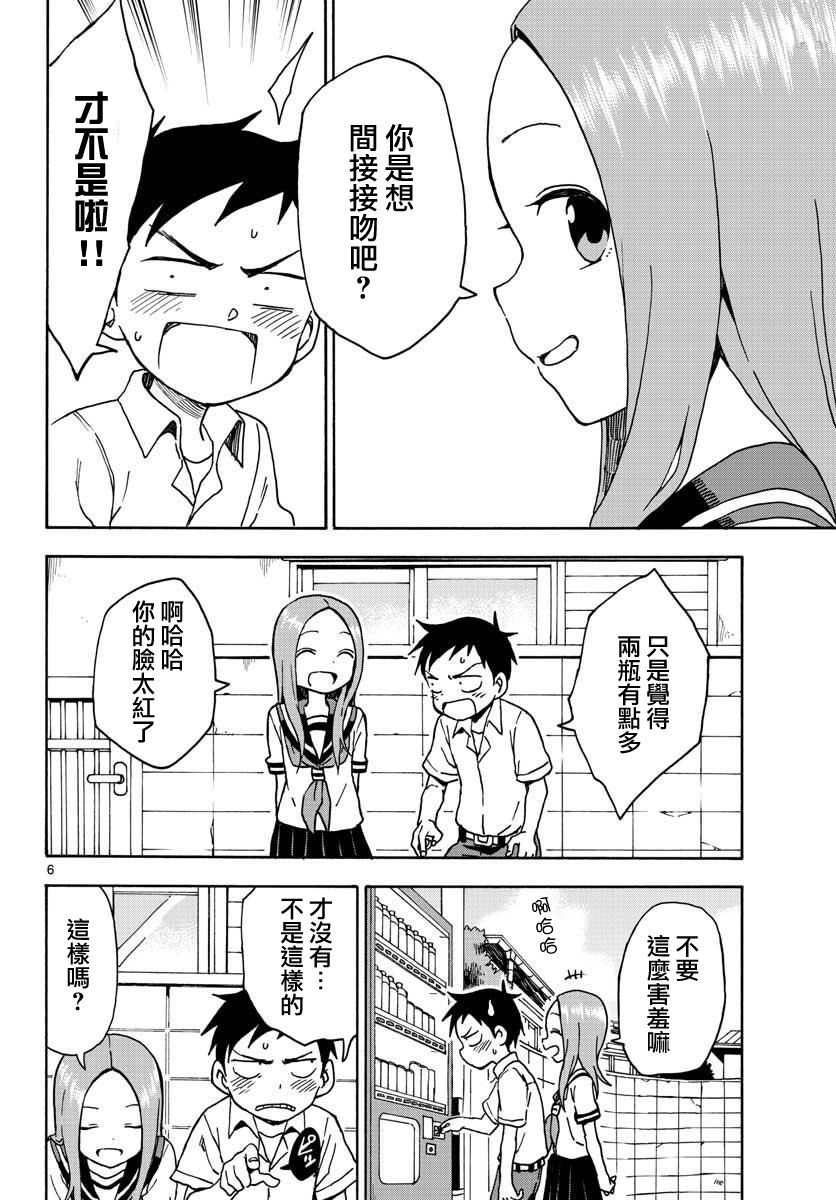 你是想
間接接吻吧?
才不是啦!!
只是覺得
兩瓶有點多
啊哈哈
你的臉太紅了
不要
這麼害羞嘛
啊哈哈
才沒有…
不是這樣的
ピッ
這樣嗎?
6